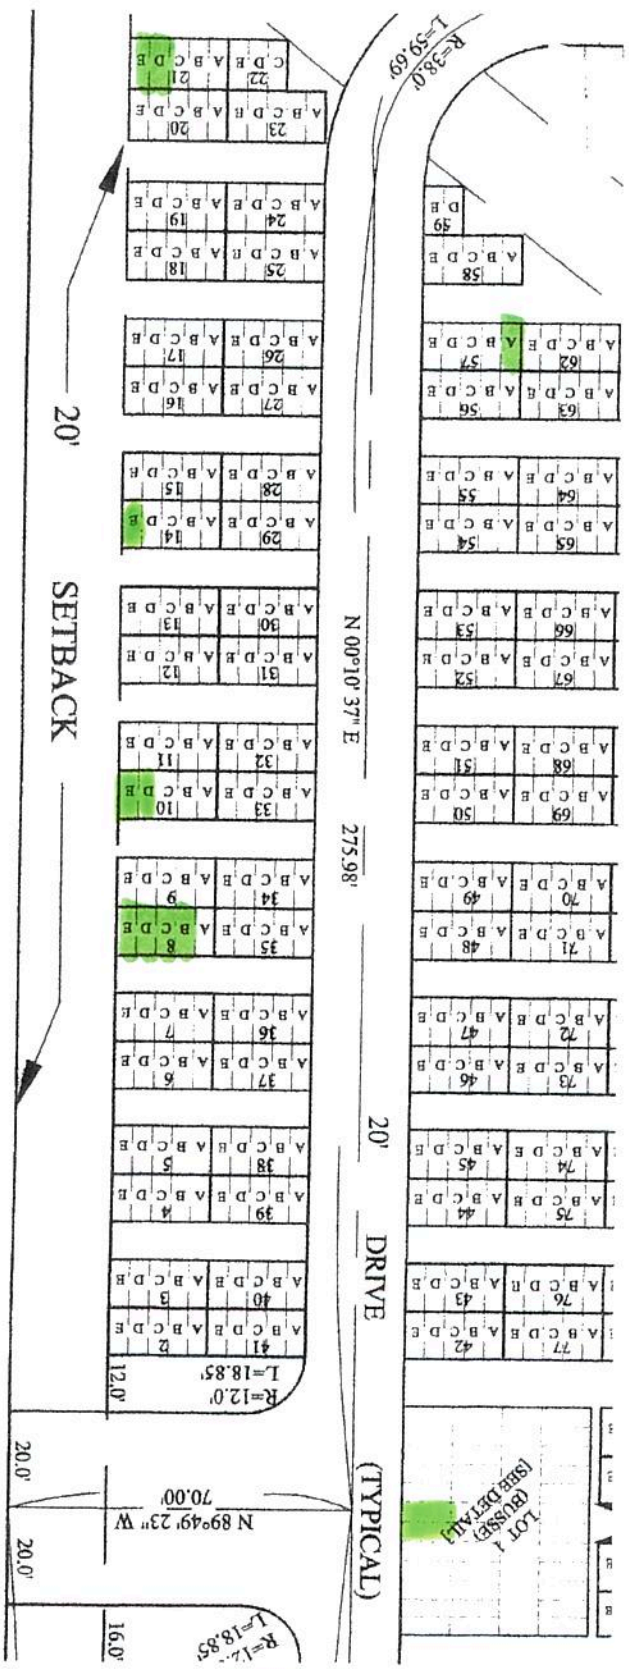 R=38.0'
L=59.69'
22
C D E
21
A B C D E
23
A B C D E
20
A B C D E
24
A B C D E
19
A B C D E
25
A B C D E
18
A B C D E
59
D E
58
A B C D E
26
A B C D E
17
A B C D E
27
A B C D E
16
A B C D E
62
A B C D E
57
A B C D E
63
A B C D E
56
A B C D E
28
A B C D E
15
A B C D E
29
A B C D E
14
A B C D E
64
A B C D E
55
A B C D E
65
A B C D E
54
A B C D E
30
A B C D E
13
A B C D E
31
A B C D E
12
A B C D E
66
A B C D E
53
A B C D E
67
A B C D E
52
A B C D E
32
A B C D E
11
A B C D E
33
A B C D E
10
A B C D E
68
A B C D E
51
A B C D E
69
A B C D E
50
A B C D E
34
A B C D E
9
A B C D E
35
A B C D E
8
A B C D E
70
A B C D E
49
A B C D E
71
A B C D E
48
A B C D E
36
A B C D E
7
A B C D E
37
A B C D E
6
A B C D E
72
A B C D E
47
A B C D E
73
A B C D E
46
A B C D E
38
A B C D E
5
A B C D E
39
A B C D E
4
A B C D E
74
A B C D E
45
A B C D E
75
A B C D E
44
A B C D E
40
A B C D E
3
A B C D E
41
A B C D E
2
A B C D E
76
A B C D E
43
A B C D E
77
A B C D E
42
A B C D E
20' SETBACK
N 00°10' 37" E 275.98'
20' DRIVE (TYPICAL)
R=12.0'
L=18.85'
12.0'
20.0'
20.0'
N 89°49' 23" W
70.00'
16.0'
L=18.85'
LOT 1
(BUSSE)
[SEE DETAIL]